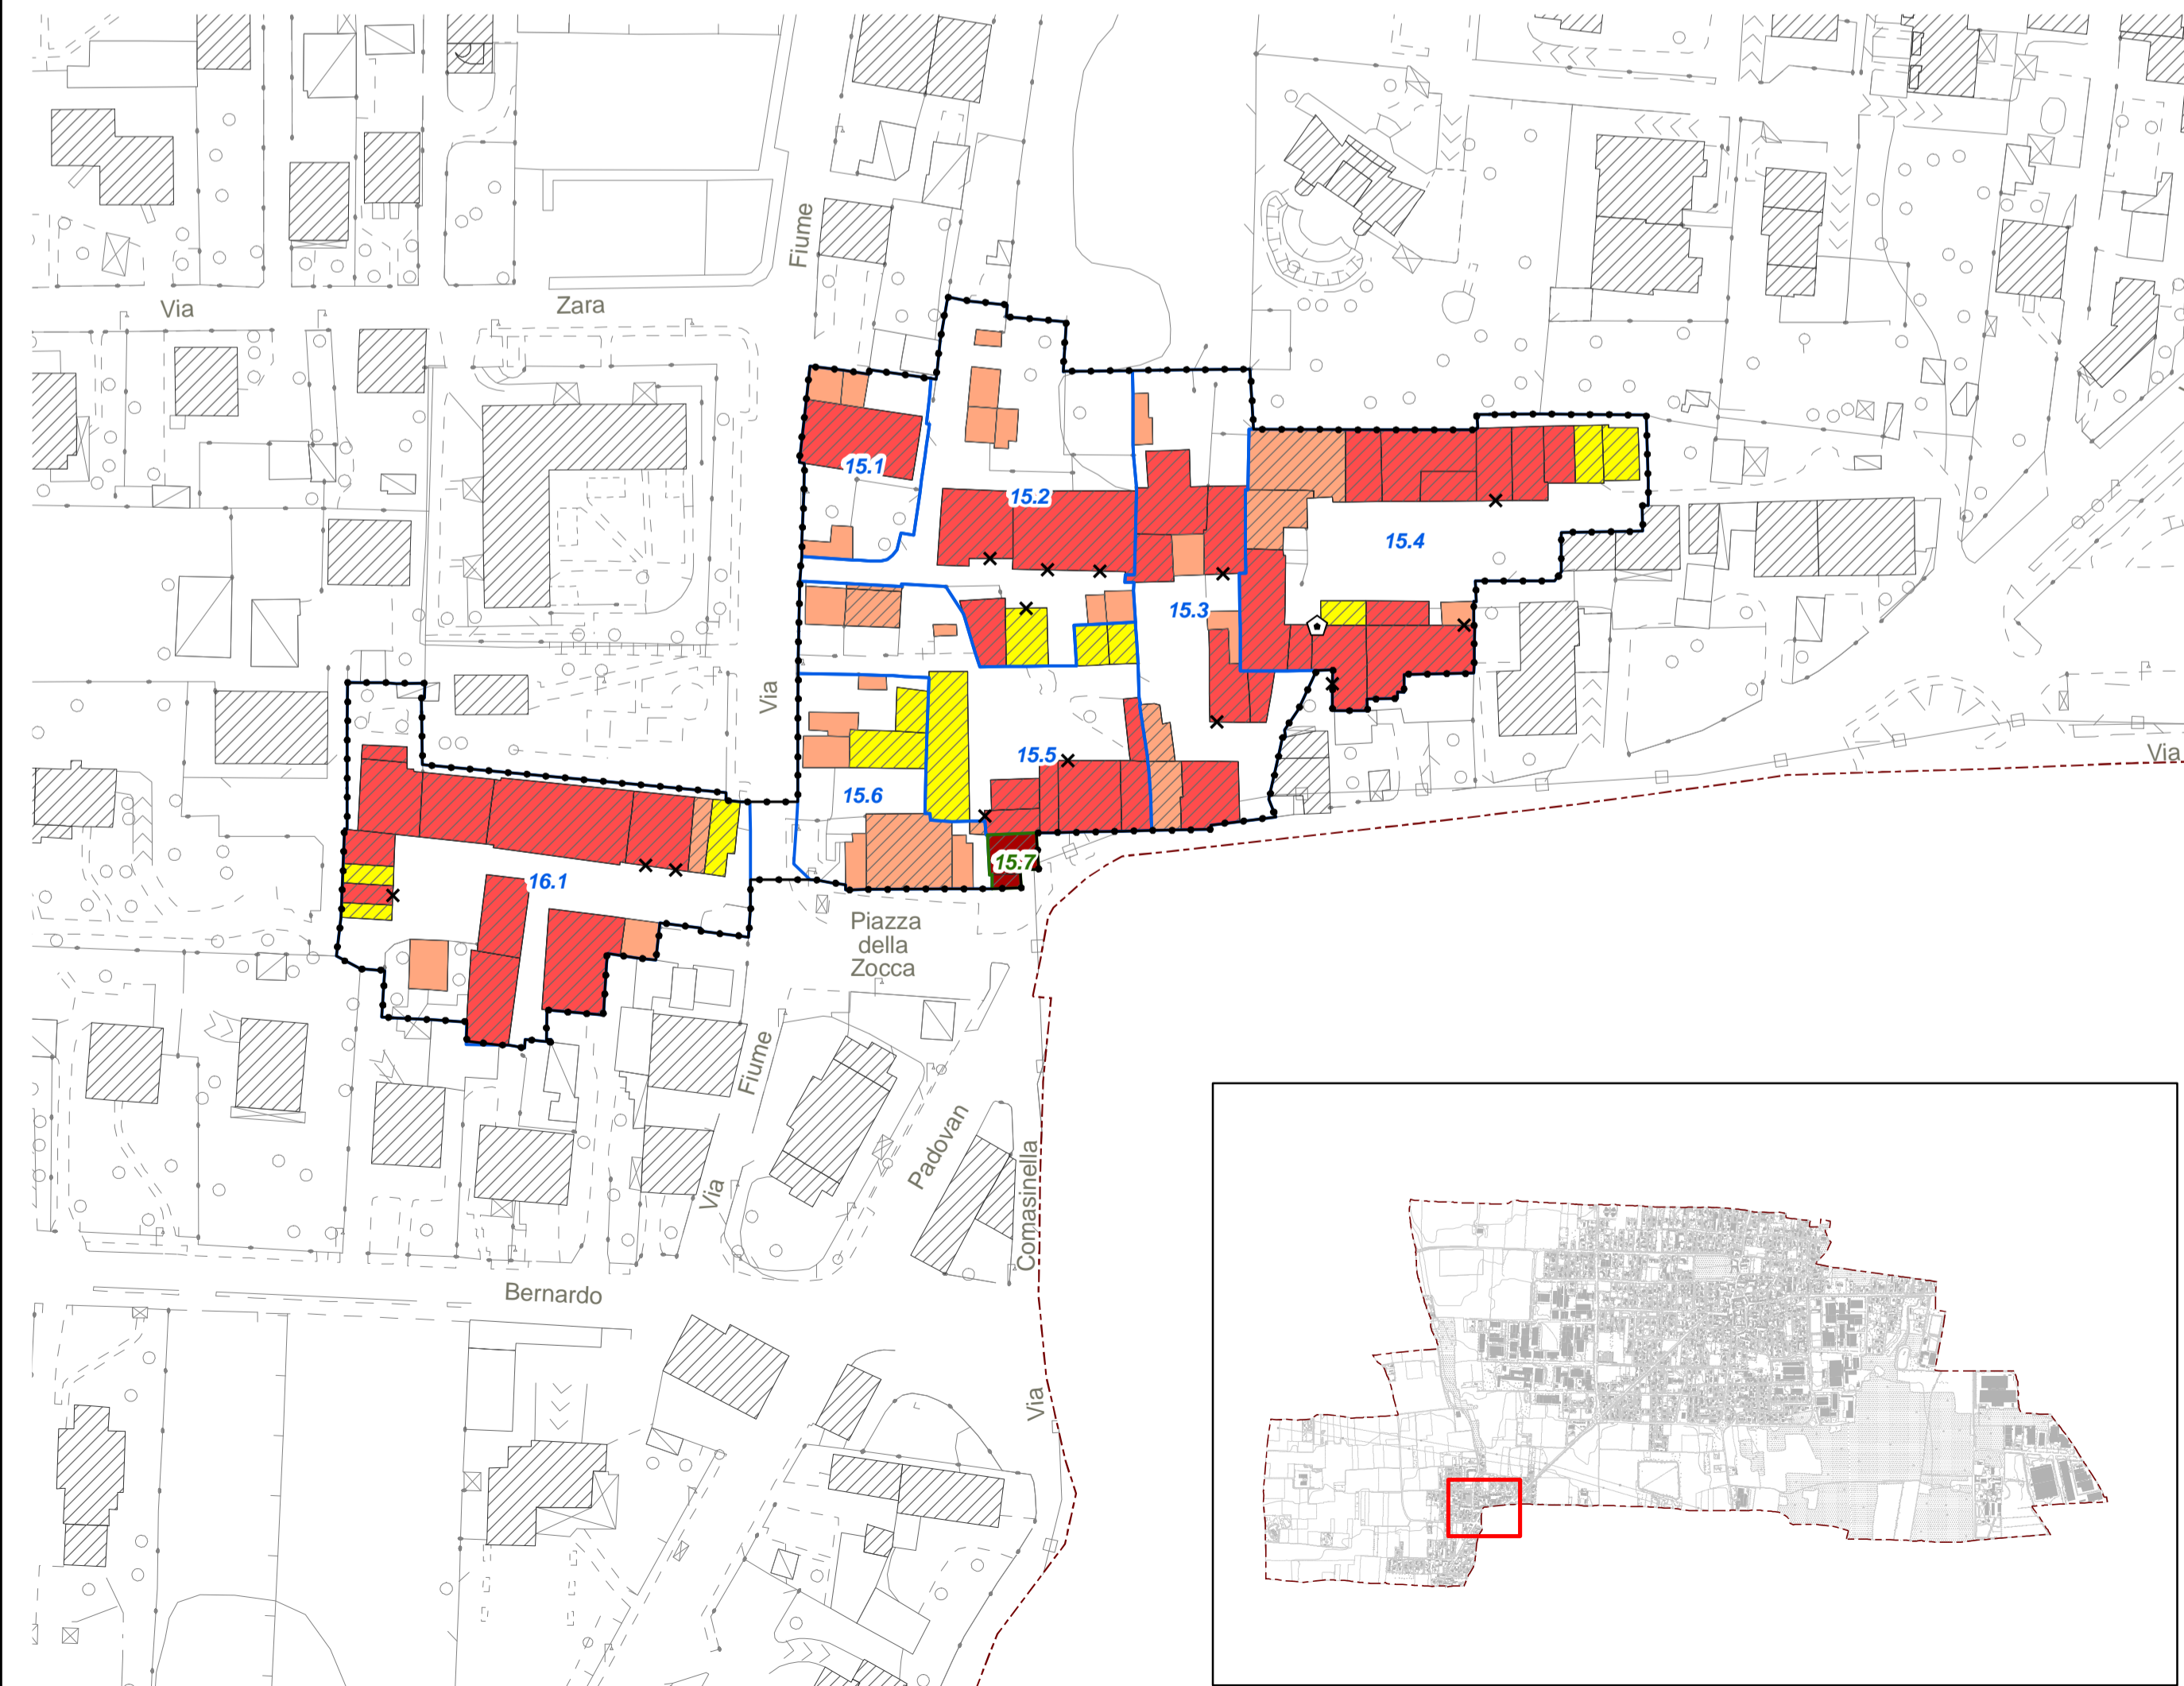 Fiume
Via
Zara
15.1
15.2
15.4
15.3
Via
15.5
Via
15.6
15.7
16.1
Piazza
della
Zocca
Fiume
Padovan
Comasinella
Via
Bernardo
Via